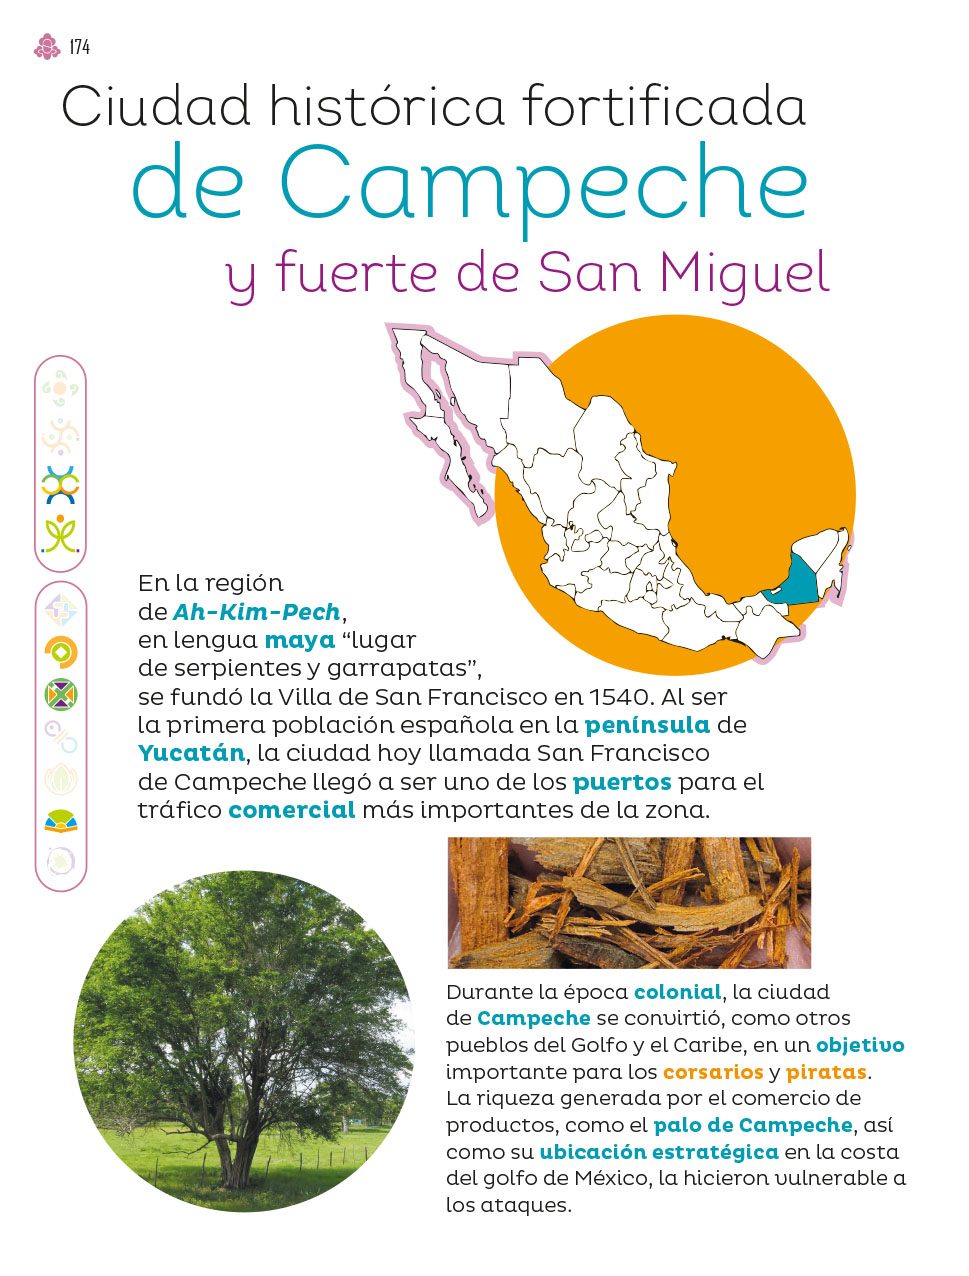 174
Ciudad histórica fortificada
de Campeche
y fuerte de San Miguel
En la región
de Ah-Kim-Pech,
en lengua maya “lugar
de serpientes y garrapatas”,
se fundó la Villa de San Francisco en 1540. Al ser
la primera población española en la península de
Yucatán, la ciudad hoy llamada San Francisco
de Campeche llegó a ser uno de los puertos para el
tráfico comercial más importantes de la zona.
Durante la época colonial, la ciudad
de Campeche se convirtió, como otros
pueblos del Golfo y el Caribe, en un objetivo
importante para los corsarios y piratas.
La riqueza generada por el comercio de
productos, como el palo de Campeche, así
como su ubicación estratégica en la costa
del golfo de México, la hicieron vulnerable a
los ataques.